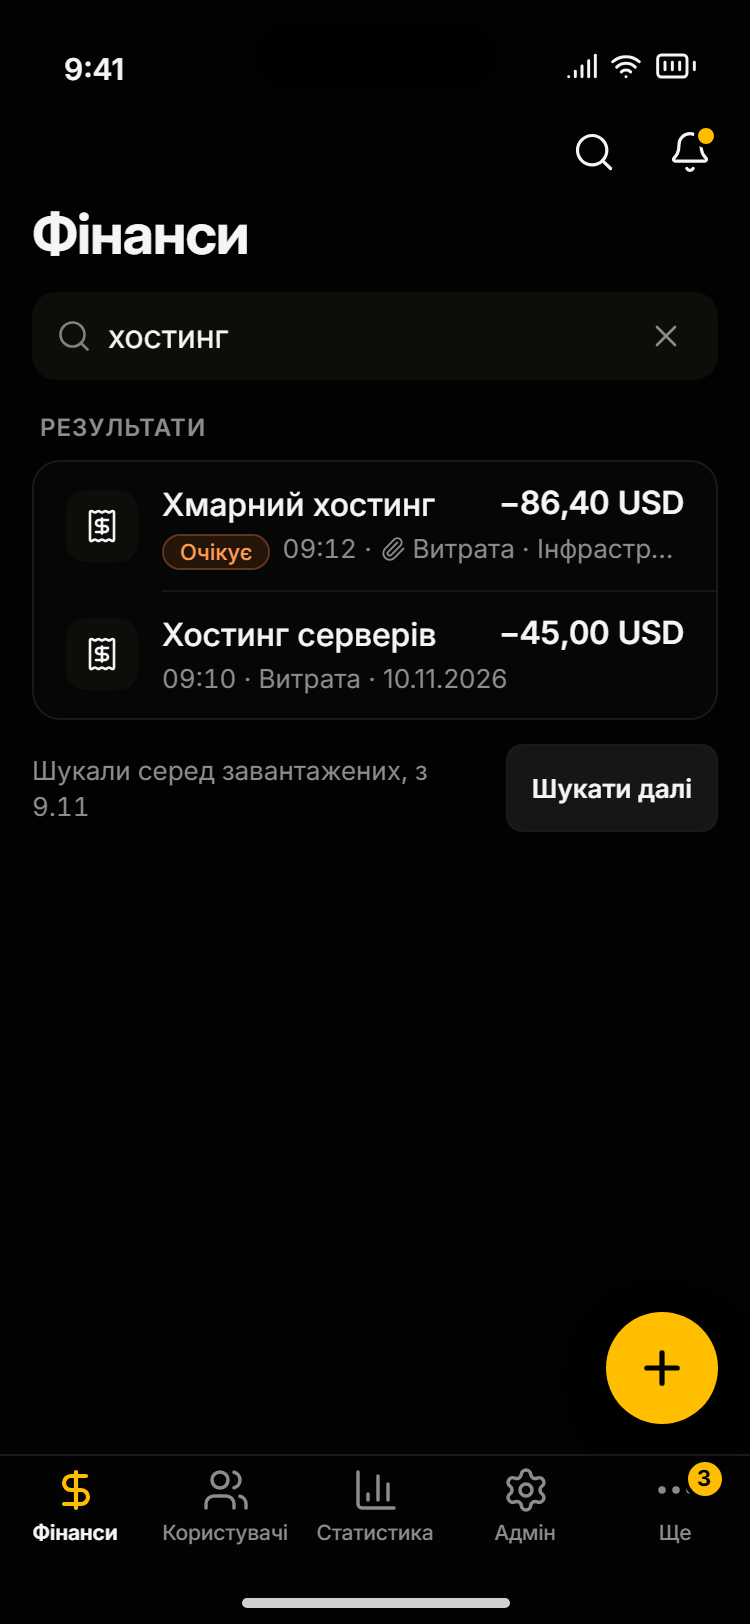 9:41
Фінанси
хостинг
РЕЗУЛЬТАТИ
Хмарний хостинг −86,40 USD
Очікує 09:12 · Витрата · Інфрастр...
Хостинг серверів −45,00 USD
09:10 · Витрата · 10.11.2026
Шукали серед завантажених, з
9.11
Шукати далі
3
Фінанси Користувачі Статистика Адмін Ще